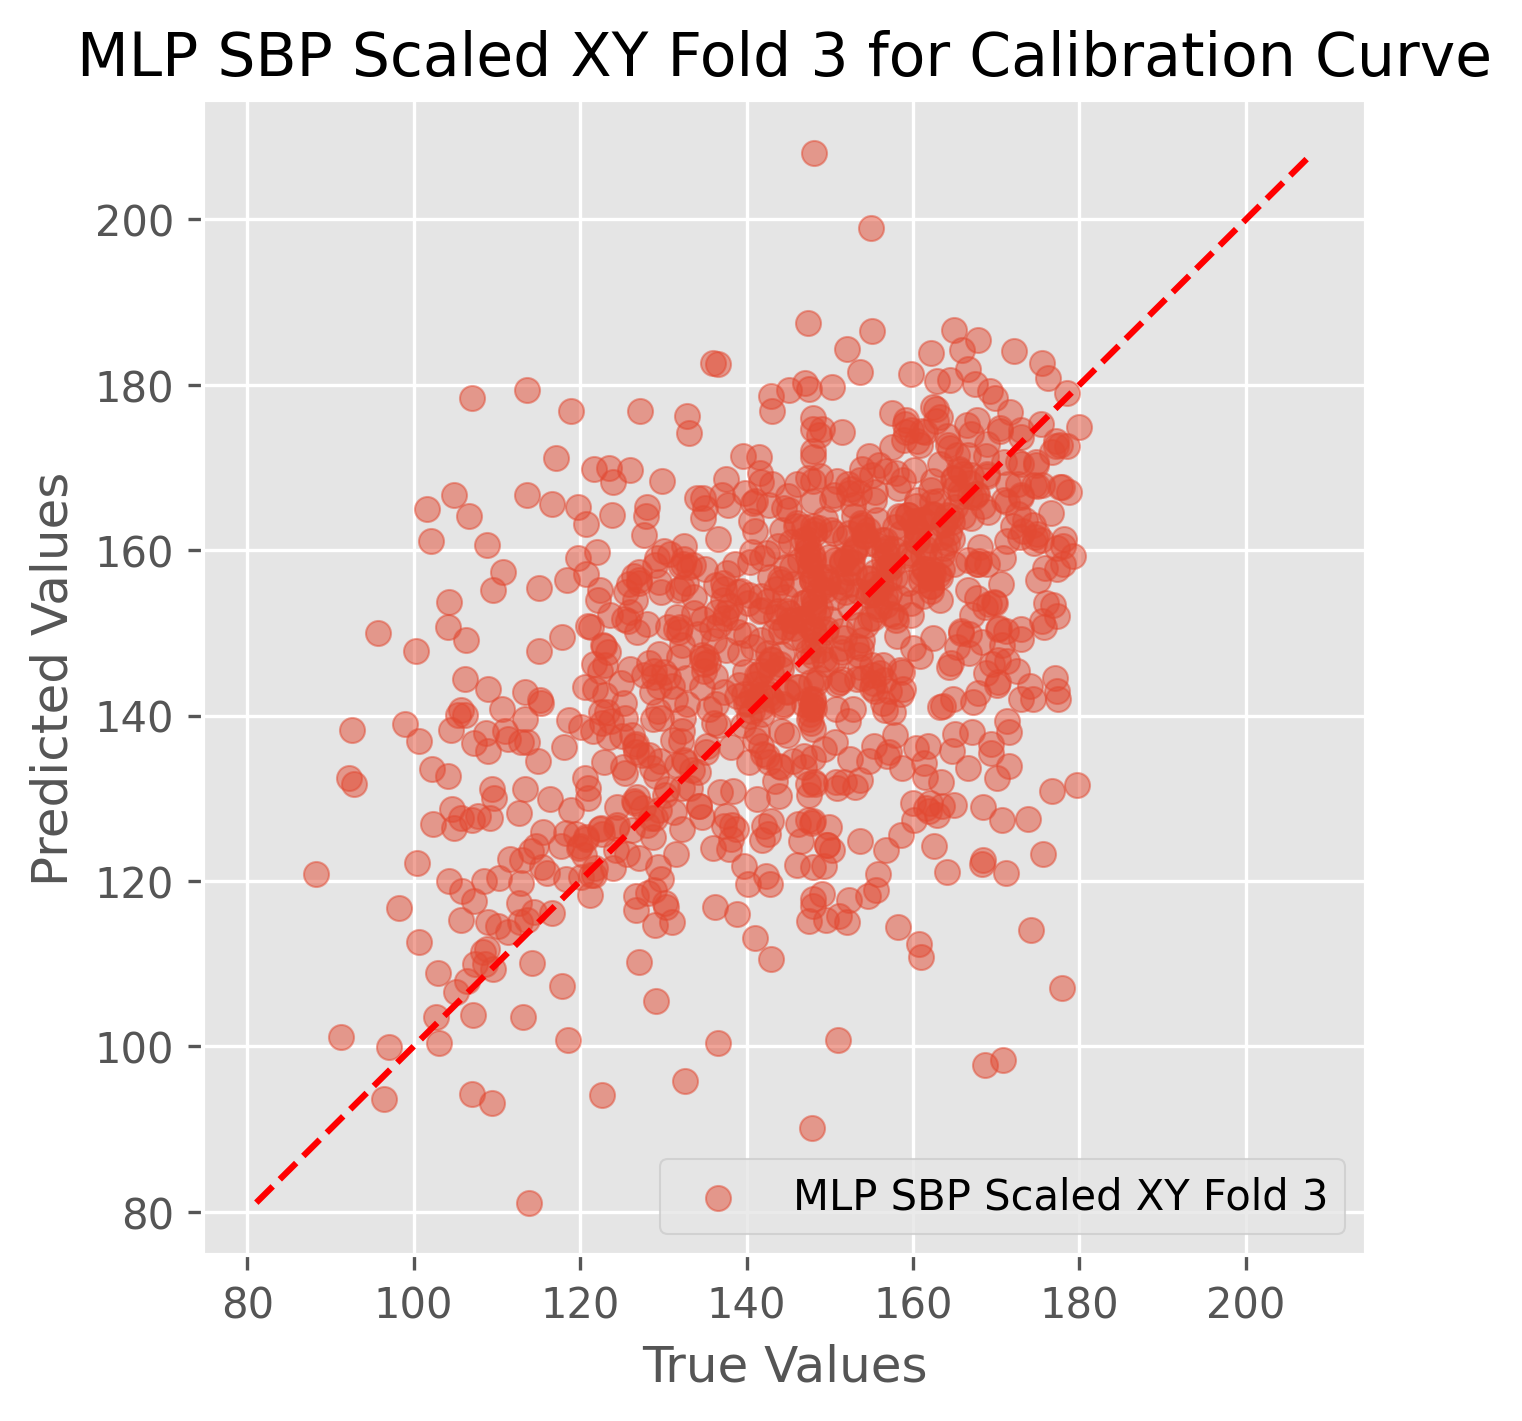 MLP SBP Scaled XY Fold 3 for Calibration Curve
200
180
160
140
120
100
80
Predicted Values
MLP SBP Scaled XY Fold 3
80 100 120 140 160 180 200
True Values